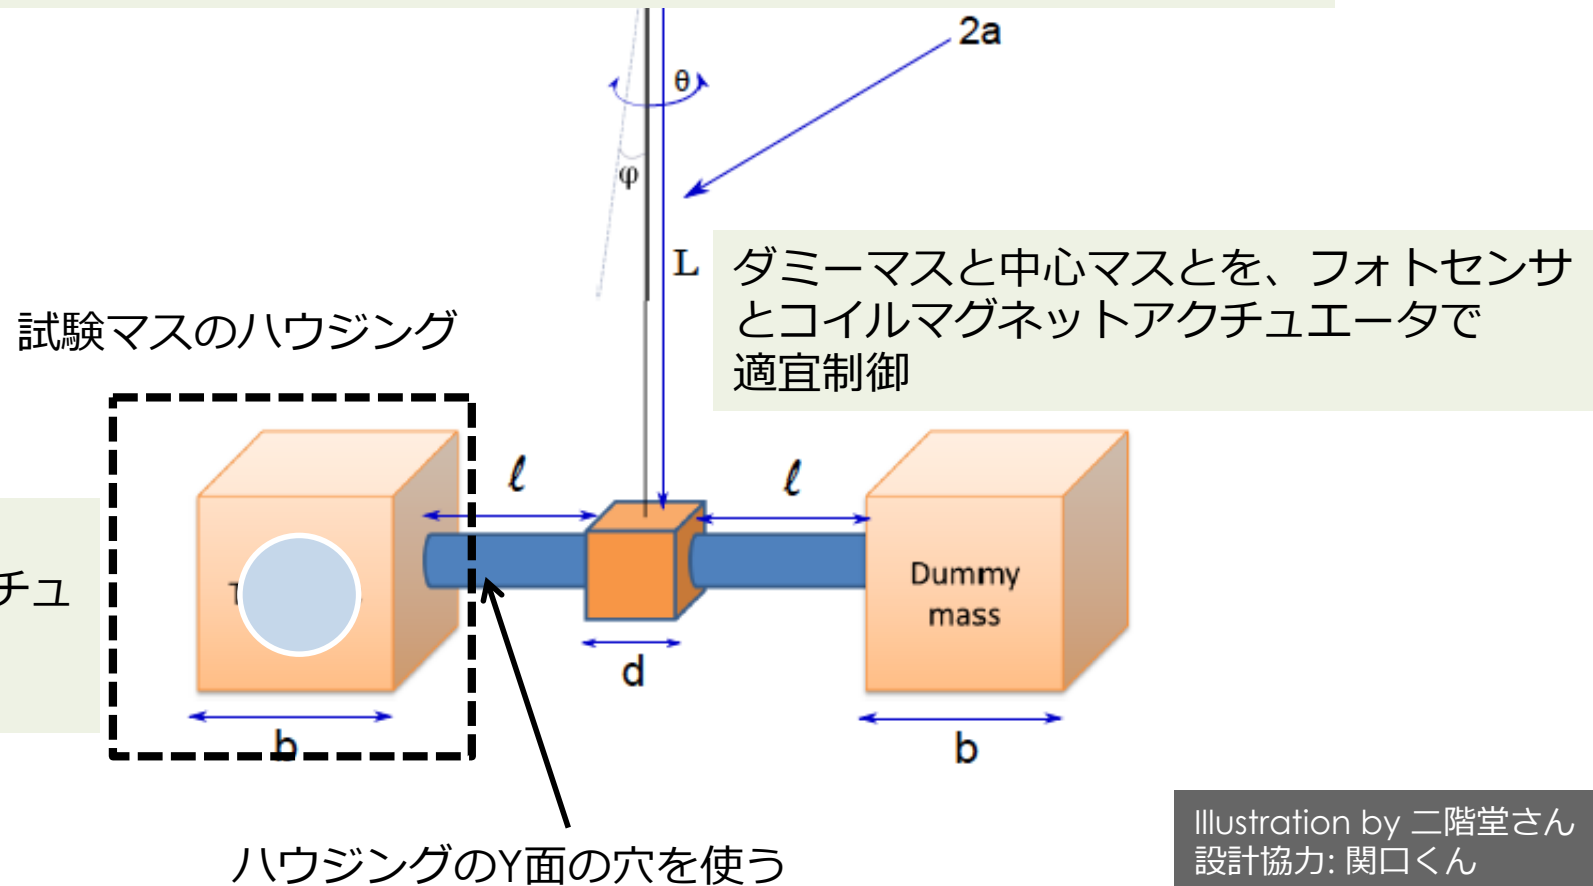 2a
θ
φ
L
ダミーマスと中心マスとを、フォトセンサ
とコイルマグネットアクチュエータで
適宜制御
試験マスのハウジング
ℓ
ℓ
チュ
Dummy
mass
d
b
b
ハウジングのY面の穴を使う
Illustration by 二階堂さん
設計協力: 関口くん